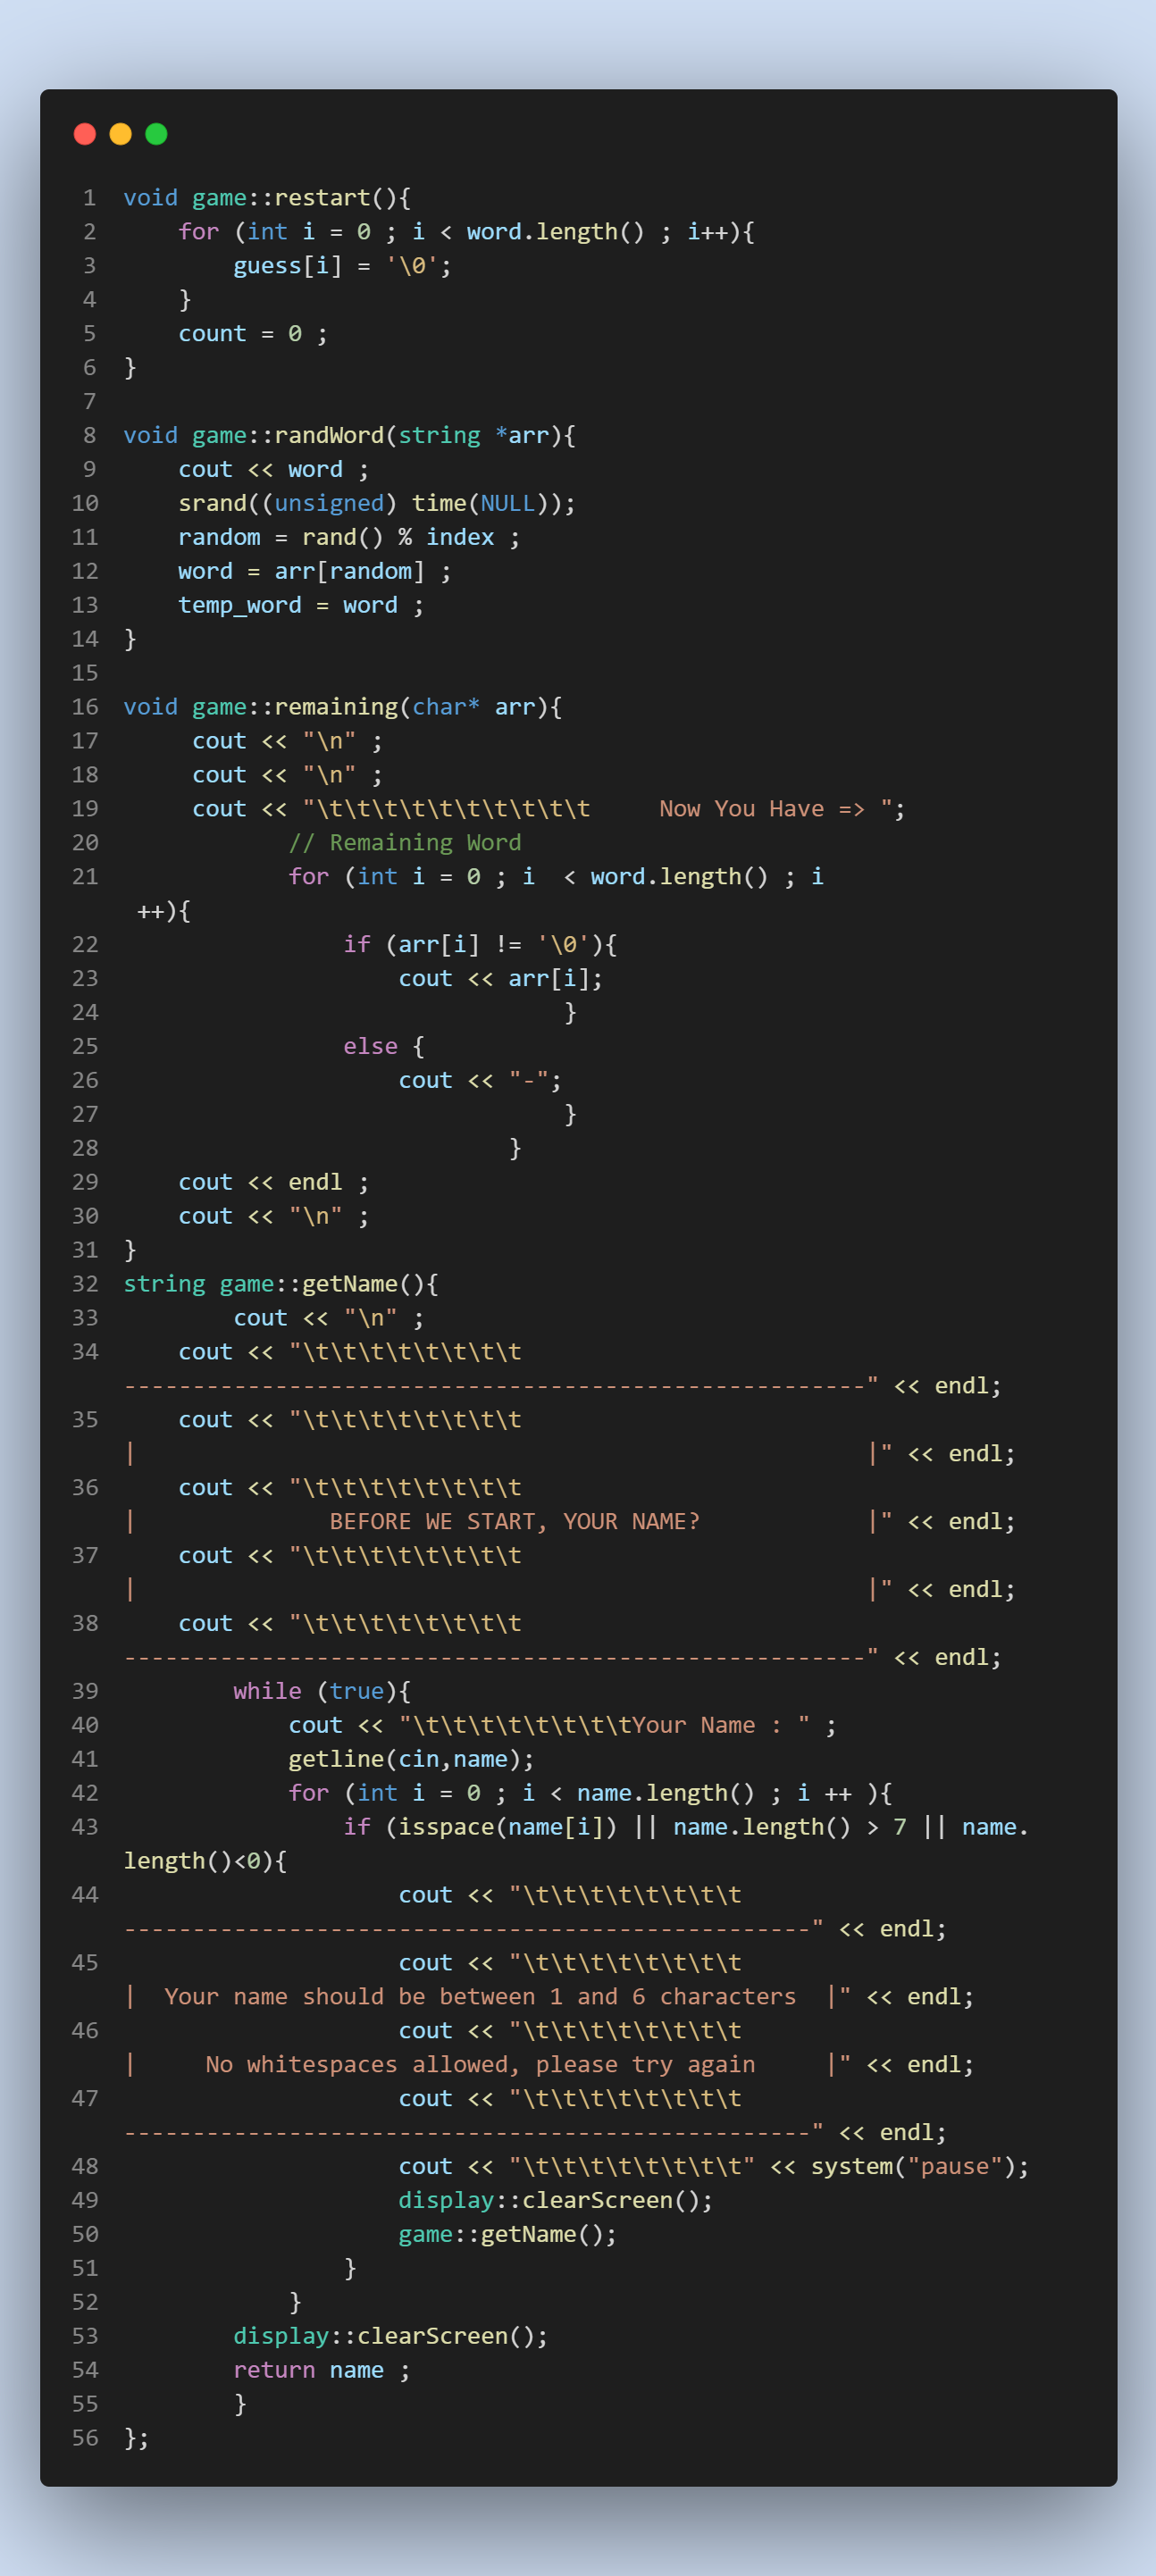 1 void game::restart(){
2     for (int i = 0 ; i < word.length() ; i++){
3         guess[i] = '\0';
4     }
5     count = 0 ;
6 }
7
8 void game::randWord(string *arr){
9     cout << word ;
10     srand((unsigned) time(NULL));
11     random = rand() % index ;
12     word = arr[random] ;
13     temp_word = word ;
14 }
15
16 void game::remaining(char* arr){
17      cout << "\n" ;
18      cout << "\n" ;
19      cout << "\t\t\t\t\t\t\t\t\t\t     Now You Have => ";
20             // Remaining Word
21             for (int i = 0 ; i  < word.length() ; i
 ++){
22                 if (arr[i] != '\0'){
23                     cout << arr[i];
24                                 }
25                 else {
26                     cout << "-";
27                                 }
28                             }
29     cout << endl ;
30     cout << "\n" ;
31 }
32 string game::getName(){
33         cout << "\n" ;
34     cout << "\t\t\t\t\t\t\t\t
------------------------------------------------------" << endl;
35     cout << "\t\t\t\t\t\t\t\t
|                                                      |" << endl;
36     cout << "\t\t\t\t\t\t\t\t
|              BEFORE WE START, YOUR NAME?            |" << endl;
37     cout << "\t\t\t\t\t\t\t\t
|                                                      |" << endl;
38     cout << "\t\t\t\t\t\t\t\t
------------------------------------------------------" << endl;
39         while (true){
40             cout << "\t\t\t\t\t\t\t\tYour Name : " ;
41             getline(cin,name);
42             for (int i = 0 ; i < name.length() ; i ++ ){
43                 if (isspace(name[i]) || name.length() > 7 || name.
length()<0){
44                     cout << "\t\t\t\t\t\t\t\t
--------------------------------------------------" << endl;
45                     cout << "\t\t\t\t\t\t\t\t
|  Your name should be between 1 and 6 characters  |" << endl;
46                     cout << "\t\t\t\t\t\t\t\t
|     No whitespaces allowed, please try again     |" << endl;
47                     cout << "\t\t\t\t\t\t\t\t
--------------------------------------------------" << endl;
48                     cout << "\t\t\t\t\t\t\t\t" << system("pause");
49                     display::clearScreen();
50                     game::getName();
51                 }
52             }
53         display::clearScreen();
54         return name ;
55         }
56 };